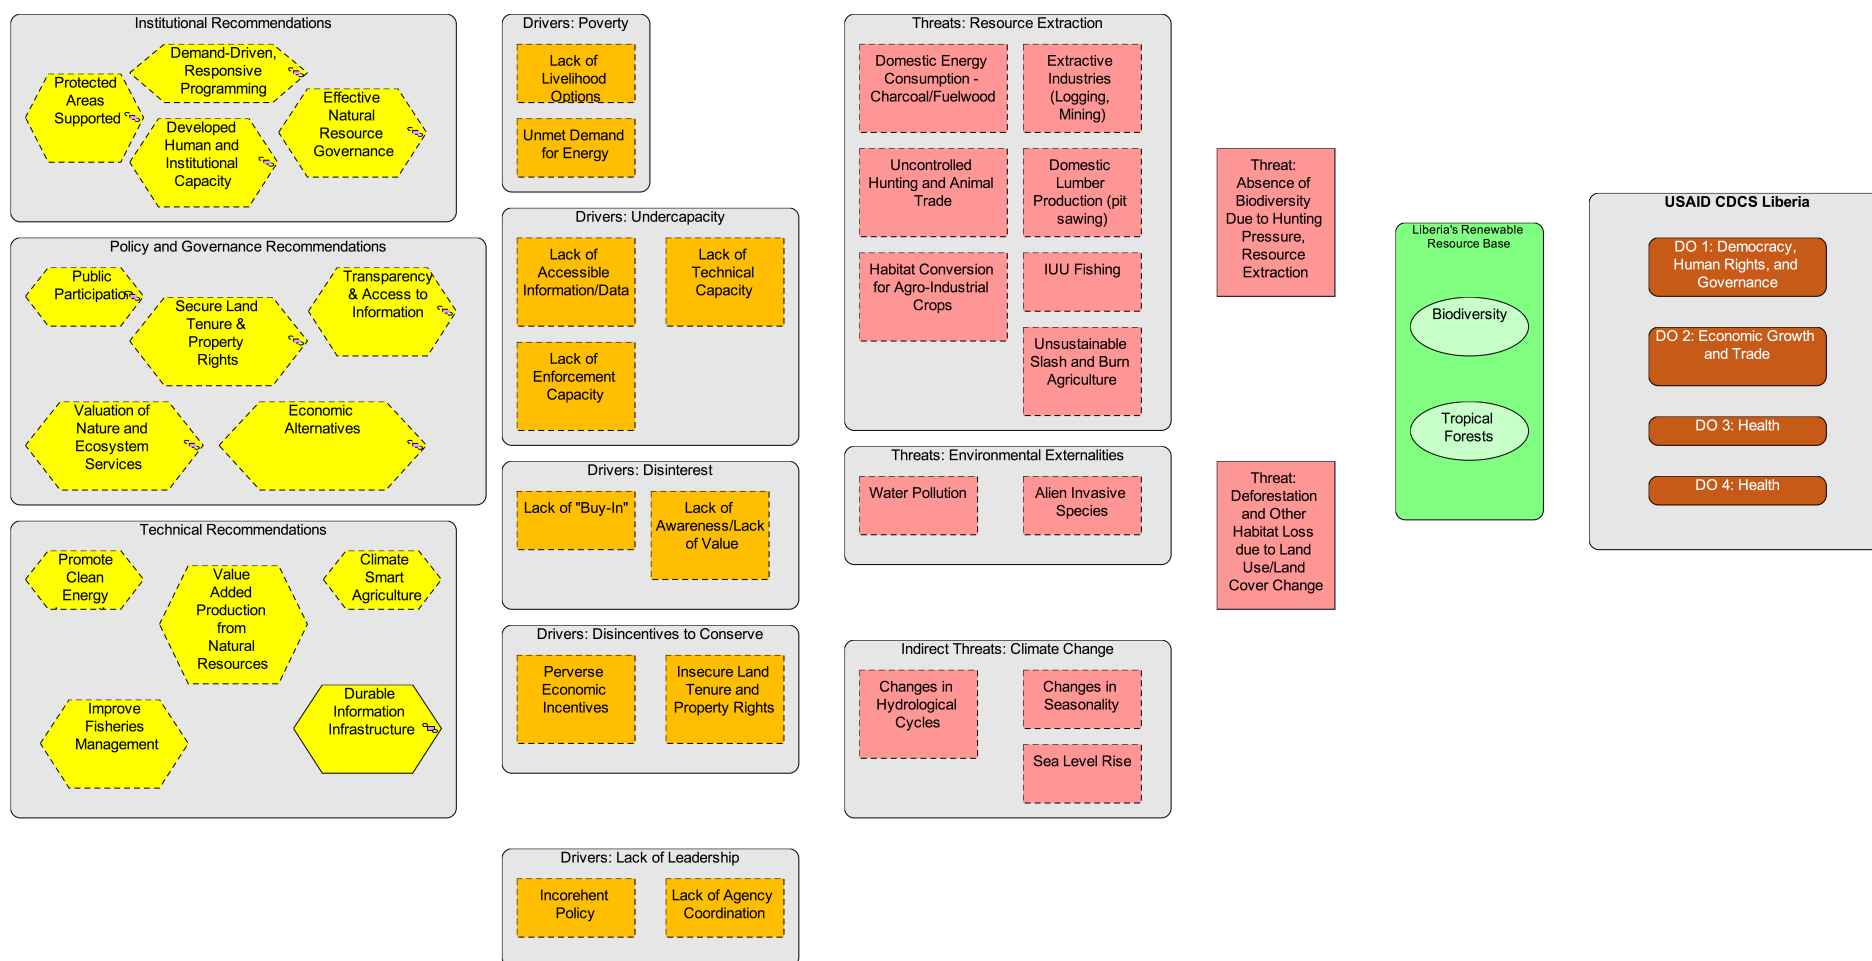 Institutional Recommendations
Demand-Driven,
Responsive
Programming
Protected
Areas
Supported
Effective
Natural
Resource
Governance
Developed
Human and
Institutional
Capacity
Policy and Governance Recommendations
Public
Participation
Transparency
& Access to
Information
Secure Land
Tenure &
Property
Rights
Valuation of
Nature and
Ecosystem
Services
Economic
Alternatives
Technical Recommendations
Promote
Clean
Energy
Value
Added
Production
from
Natural
Resources
Climate
Smart
Agriculture
Improve
Fisheries
Management
Durable
Information
Infrastructure
Drivers: Poverty
Lack of
Livelihood
Options
Unmet Demand
for Energy
Drivers: Undercapacity
Lack of
Accessible
Information/Data
Lack of
Technical
Capacity
Lack of
Enforcement
Capacity
Drivers: Disinterest
Lack of "Buy-In"
Lack of
Awareness/Lack
of Value
Drivers: Disincentives to Conserve
Perverse
Economic
Incentives
Insecure Land
Tenure and
Property Rights
Drivers: Lack of Leadership
Incorehent
Policy
Lack of Agency
Coordination
Threats: Resource Extraction
Domestic Energy
Consumption -
Charcoal/Fuelwood
Extractive
Industries
(Logging,
Mining)
Uncontrolled
Hunting and Animal
Trade
Domestic
Lumber
Production (pit
sawing)
Habitat Conversion
for Agro-Industrial
Crops
IUU Fishing
Unsustainable
Slash and Burn
Agriculture
Threats: Environmental Externalities
Water Pollution
Alien Invasive
Species
Indirect Threats: Climate Change
Changes in
Hydrological
Cycles
Changes in
Seasonality
Sea Level Rise
Threat:
Absence of
Biodiversity
Due to Hunting
Pressure,
Resource
Extraction
Threat:
Deforestation
and Other
Habitat Loss
due to Land
Use/Land
Cover Change
Liberia's Renewable
Resource Base
Biodiversity
Tropical
Forests
USAID CDCS Liberia
DO 1: Democracy,
Human Rights, and
Governance
DO 2: Economic Growth
and Trade
DO 3: Health
DO 4: Health